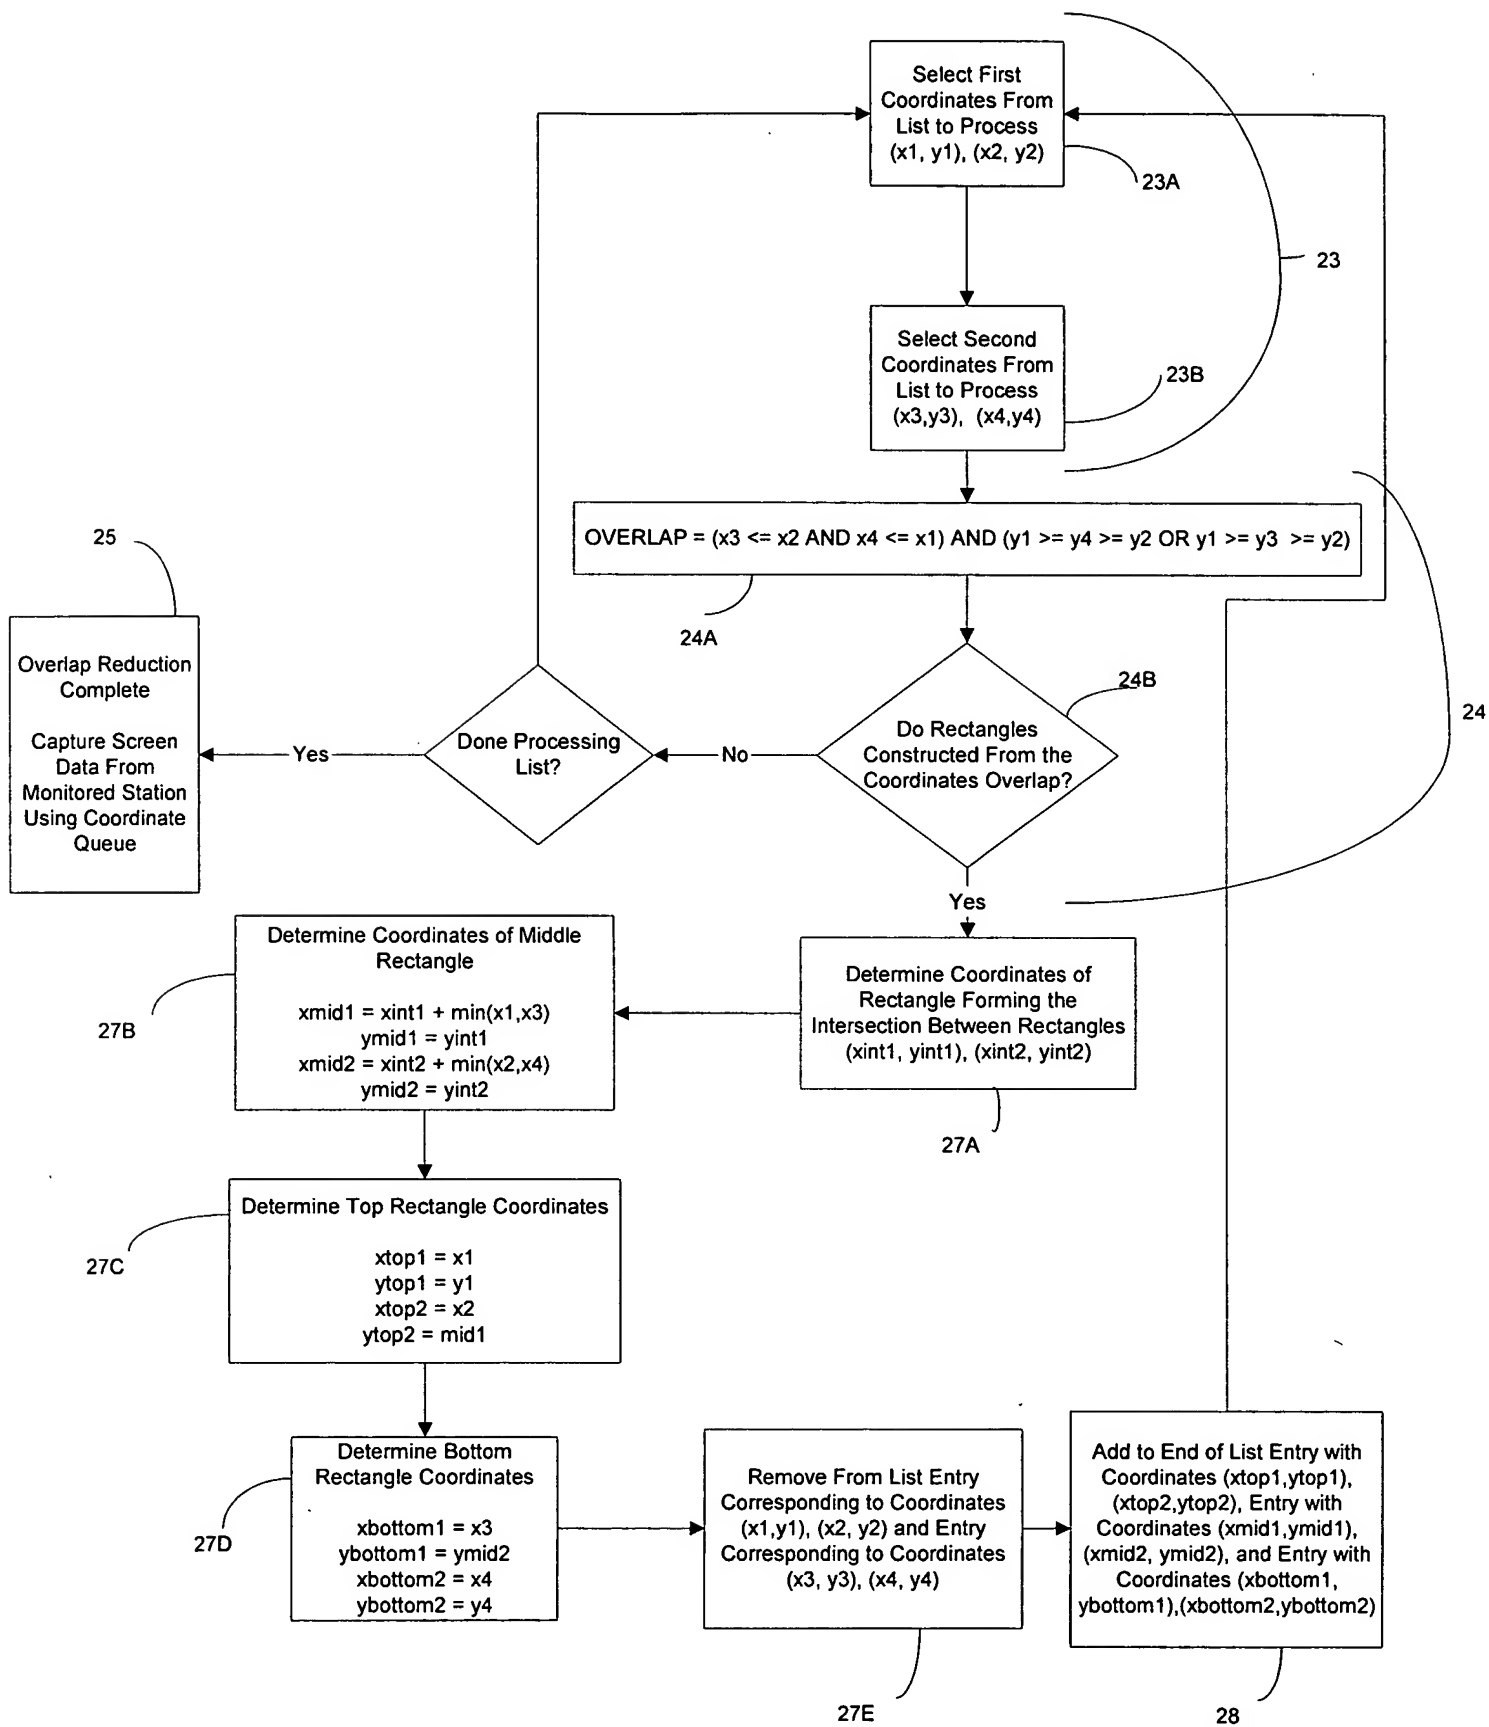 Select First
Coordinates From
List to Process
(x1, y1), (x2, y2)
23A
23
Select Second
Coordinates From
List to Process
(x3,y3), (x4,y4)
23B
OVERLAP = (x3 <= x2 AND x4 <= x1) AND (y1 >= y4 >= y2 OR y1 >= y3 >= y2)
24A
24B
24
Do Rectangles
Constructed From the
Coordinates Overlap?
No
Done Processing
List?
Yes
25
Overlap Reduction
Complete
Capture Screen
Data From
Monitored Station
Using Coordinate
Queue
Yes
Determine Coordinates of
Rectangle Forming the
Intersection Between Rectangles
(xint1, yint1), (xint2, yint2)
27A
Determine Coordinates of Middle
Rectangle
xmid1 = xint1 + min(x1,x3)
ymid1 = yint1
xmid2 = xint2 + min(x2,x4)
ymid2 = yint2
27B
Determine Top Rectangle Coordinates
xtop1 = x1
ytop1 = y1
xtop2 = x2
ytop2 = mid1
27C
Determine Bottom
Rectangle Coordinates
xbottom1 = x3
ybottom1 = ymid2
xbottom2 = x4
ybottom2 = y4
27D
Remove From List Entry
Corresponding to Coordinates
(x1,y1), (x2, y2) and Entry
Corresponding to Coordinates
(x3, y3), (x4, y4)
27E
Add to End of List Entry with
Coordinates (xtop1,ytop1),
(xtop2,ytop2), Entry with
Coordinates (xmid1,ymid1),
(xmid2, ymid2), and Entry with
Coordinates (xbottom1,
ybottom1),(xbottom2,ybottom2)
28